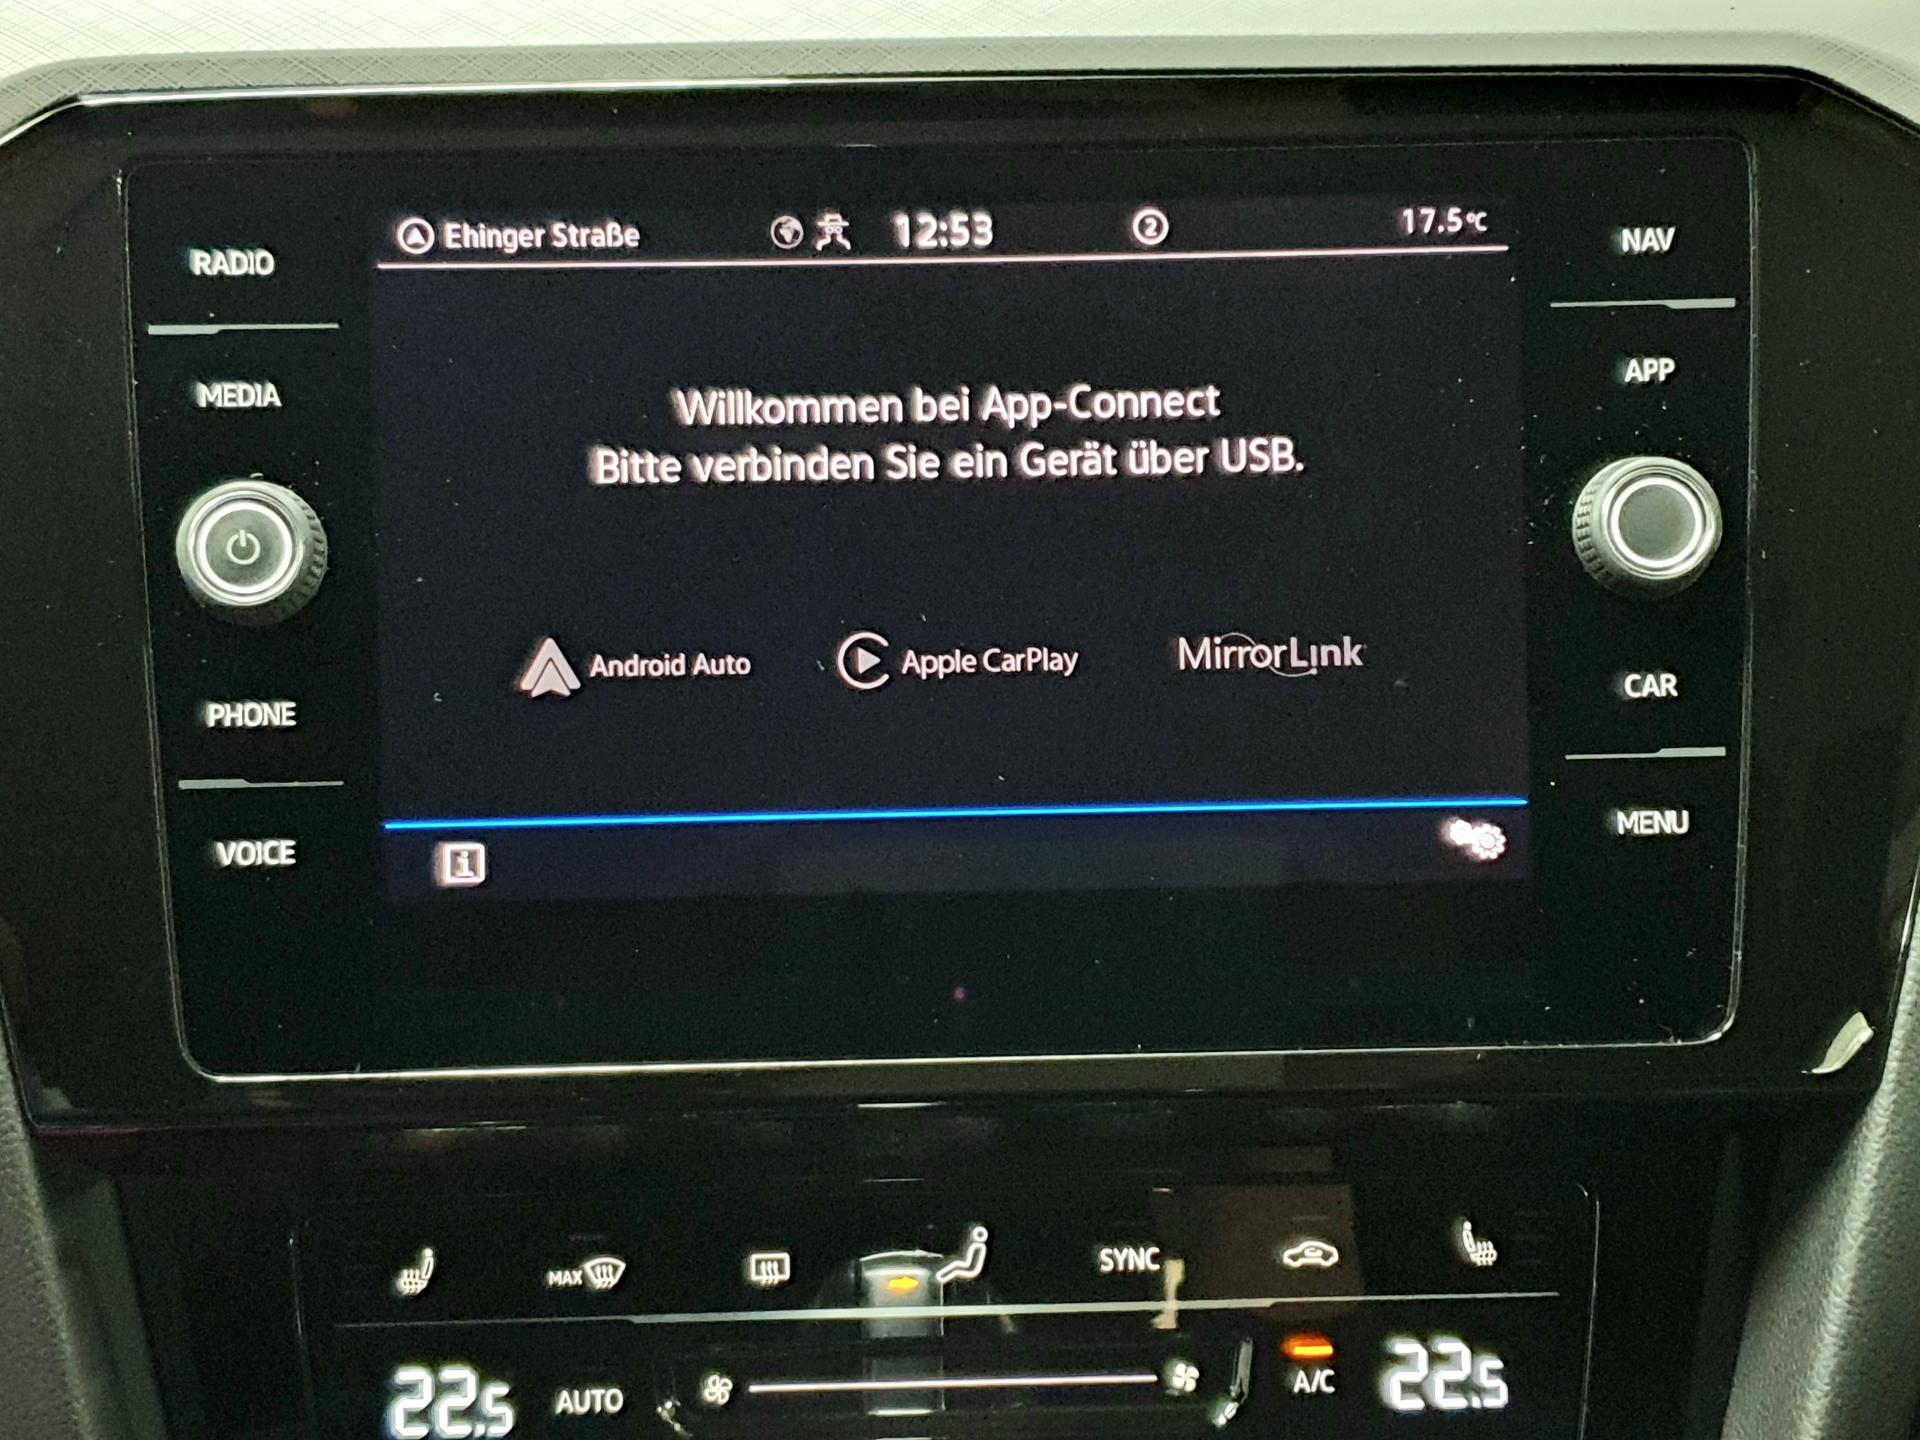 Ehinger Straße 12:53 2 17.5°C
RADIO
NAV
MEDIA
APP
Willkommen bei App-Connect
Bitte verbinden Sie ein Gerät über USB.
Android Auto Apple CarPlay MirrorLink
PHONE
CAR
VOICE
MENU
i
MAX SYNC
22.5 AUTO A/C 22.5